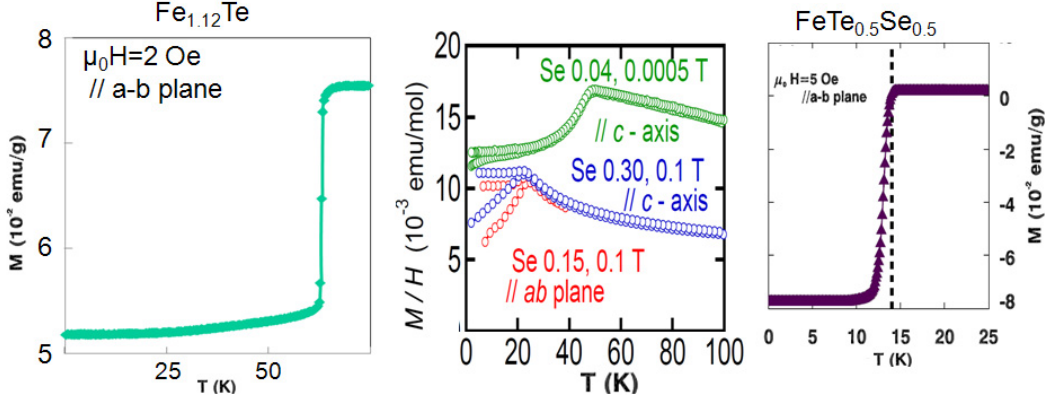 Fe1.12Te
μ0H=2 Oe
// a-b plane
8
7
6
5
M (10⁻² emu/g)
25
50
T (K)
20
15
10
5
M / H (10⁻³ emu/mol)
Se 0.04, 0.0005 T
// c - axis
Se 0.30, 0.1 T
// c - axis
Se 0.15, 0.1 T
// ab plane
0 20 40 60 80 100
T (K)
FeTe0.5Se0.5
μ0 H=5 Oe
//a-b plane
0
-2
-4
-6
-8
M (10⁻² emu/g)
0 5 10 15 20 25
T (K)